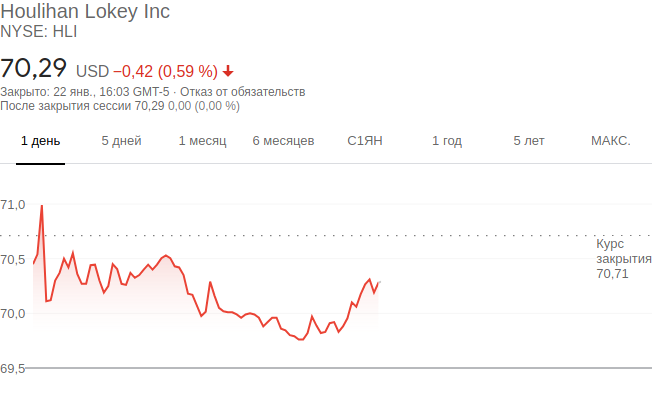 Houlihan Lokey Inc
NYSE: HLI
70,29 USD −0,42 (0,59 %)
Закрыто: 22 янв., 16:03 GMT-5 · Отказ от обязательств
После закрытия сессии 70,29 0,00 (0,00 %)
1 день 5 дней 1 месяц 6 месяцев С1ЯН 1 год 5 лет МАКС.
71,0
Курс
закрытия
70,71
70,5
70,0
69,5